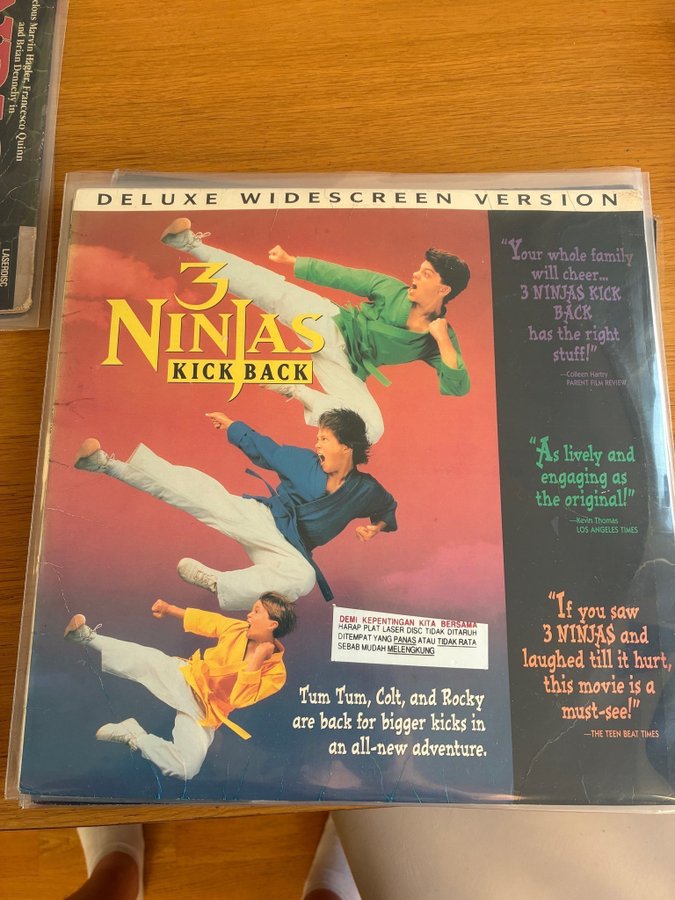 cious Marvin Hagler, Francesco Quinn
and Brian Dennehy in
LASERDISC
DELUXE WIDESCREEN VERSION
3
NINJAS
KICK BACK
"Your whole family
will cheer...
3 NINJAS KICK
BACK
has the right
stuff!"
—Colleen Hartry
PARENT FILM REVIEW
"As lively and
engaging as
the original!"
—Kevin Thomas
LOS ANGELES TIMES
"If you saw
3 NINJAS and
laughed till it hurt,
this movie is a
must-see!"
—THE TEEN BEAT TIMES
DEMI KEPENTINGAN KITA BERSAMA
HARAP PLAT LASER DISC TIDAK DITARUH
DITEMPAT YANG PANAS ATAU TIDAK RATA
SEBAB MUDAH MELENGKUNG
Tum Tum, Colt, and Rocky
are back for bigger kicks in
an all-new adventure.